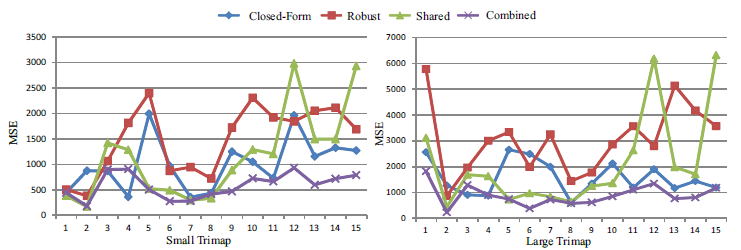 Closed-Form Robust Shared Combined
MSE
3500
3000
2500
2000
1500
1000
500
0
1 2 3 4 5 6 7 8 9 10 11 12 13 14 15
Small Trimap
MSE
7000
6000
5000
4000
3000
2000
1000
0
1 2 3 4 5 6 7 8 9 10 11 12 13 14 15
Large Trimap